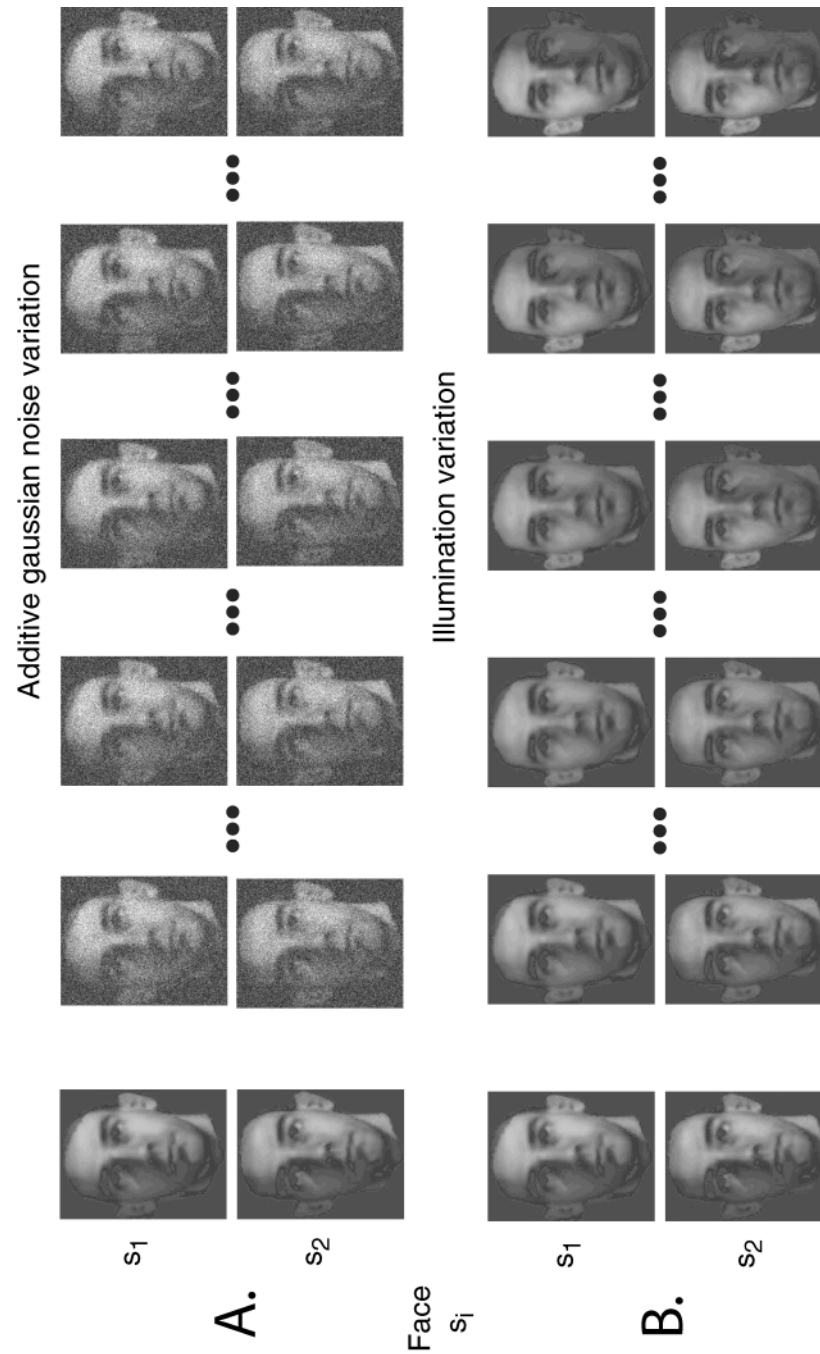 Additive gaussian noise variation
s1
A.
s2
Face
si
Illumination variation
s1
B.
s2